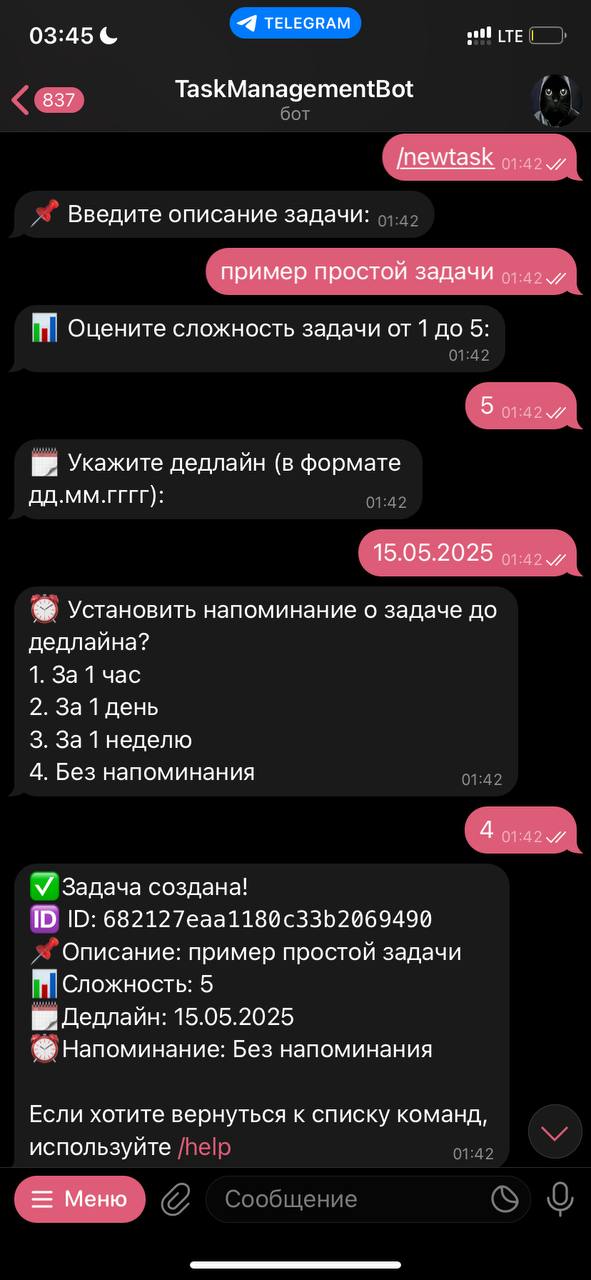 03:45
TELEGRAM
LTE
837
TaskManagementBot
бот
/newtask 01:42
Введите описание задачи: 01:42
пример простой задачи 01:42
Оцените сложность задачи от 1 до 5:
01:42
5 01:42
Укажите дедлайн (в формате
дд.мм.гггг): 01:42
15.05.2025 01:42
Установить напоминание о задаче до
дедлайна?
1. За 1 час
2. За 1 день
3. За 1 неделю
4. Без напоминания 01:42
4 01:42
Задача создана!
ID ID: 682127eaa1180c33b2069490
Описание: пример простой задачи
Сложность: 5
Дедлайн: 15.05.2025
Напоминание: Без напоминания
Если хотите вернуться к списку команд,
используйте /help 01:42
Меню
Сообщение